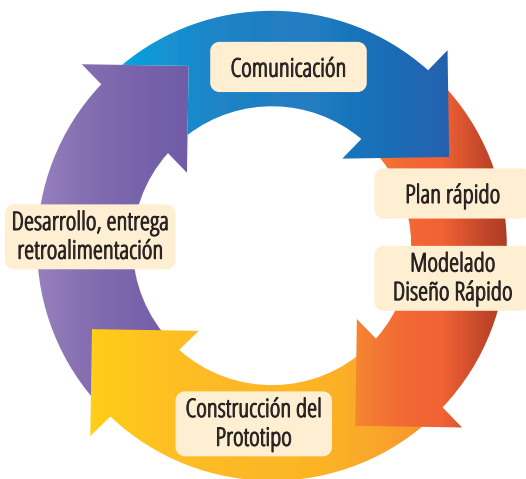 Comunicación
Plan rápido
Modelado
Diseño Rápido
Construcción del
Prototipo
Desarrollo, entrega
retroalimentación